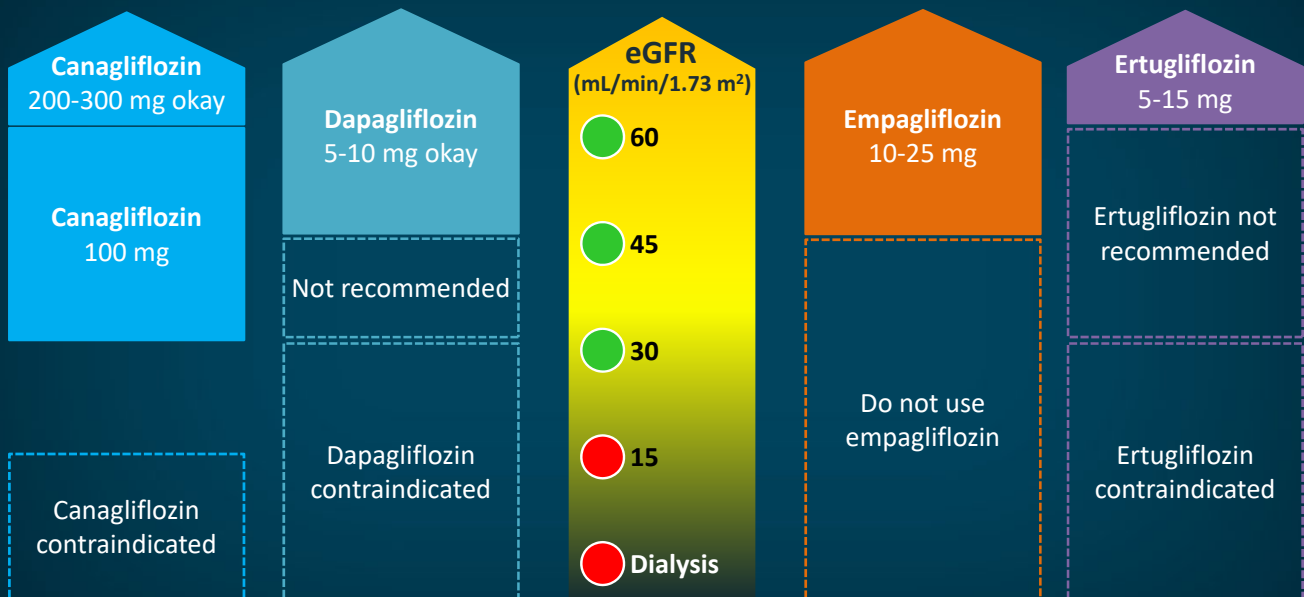 Canagliflozin
200-300 mg okay
Canagliflozin
100 mg
Canagliflozin
contraindicated
Dapagliflozin
5-10 mg okay
Not recommended
Dapagliflozin
contraindicated
eGFR
(mL/min/1.73 m²)
60
45
30
15
Dialysis
Empagliflozin
10-25 mg
Do not use
empagliflozin
Ertugliflozin
5-15 mg
Ertugliflozin not
recommended
Ertugliflozin
contraindicated